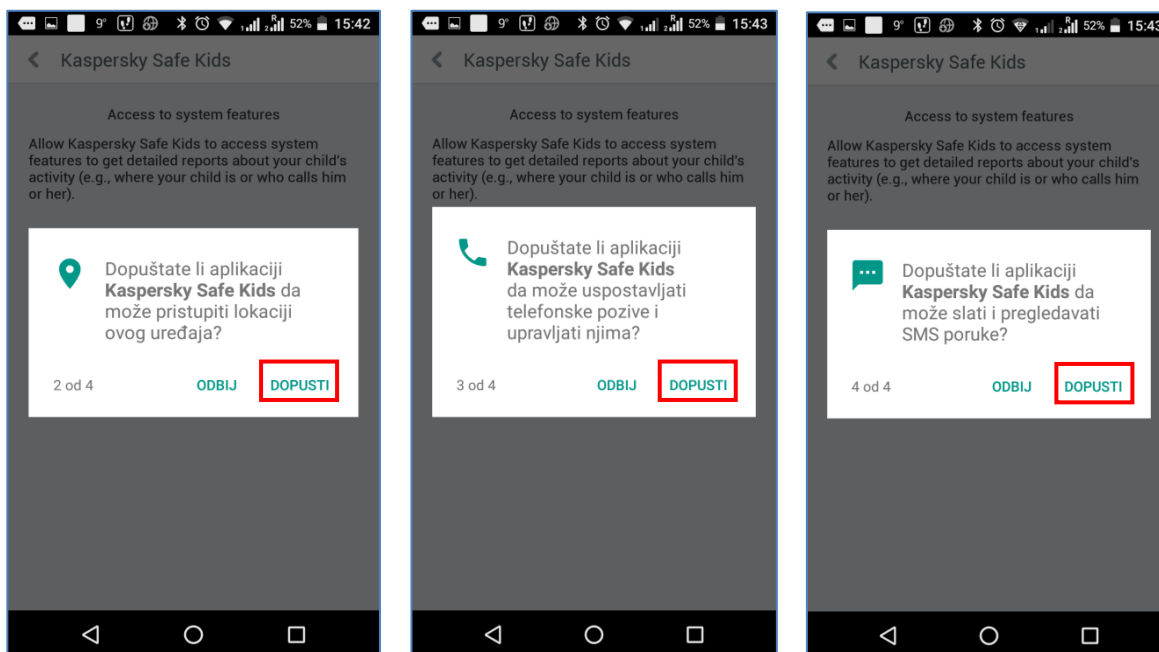 9° 52% 15:42
Kaspersky Safe Kids
Access to system features
Allow Kaspersky Safe Kids to access system
features to get detailed reports about your child's
activity (e.g., where your child is or who calls him
or her).
Dopuštate li aplikaciji
Kaspersky Safe Kids da
može pristupiti lokaciji
ovog uređaja?
2 od 4 ODBIJ DOPUSTI
9° 52% 15:43
Kaspersky Safe Kids
Access to system features
Allow Kaspersky Safe Kids to access system
features to get detailed reports about your child's
activity (e.g., where your child is or who calls him
or her).
Dopuštate li aplikaciji
Kaspersky Safe Kids
da može uspostavljati
telefonske pozive i
upravljati njima?
3 od 4 ODBIJ DOPUSTI
9° 52% 15:43
Kaspersky Safe Kids
Access to system features
Allow Kaspersky Safe Kids to access system
features to get detailed reports about your child's
activity (e.g., where your child is or who calls him
or her).
Dopuštate li aplikaciji
Kaspersky Safe Kids da
može slati i pregledavati
SMS poruke?
4 od 4 ODBIJ DOPUSTI